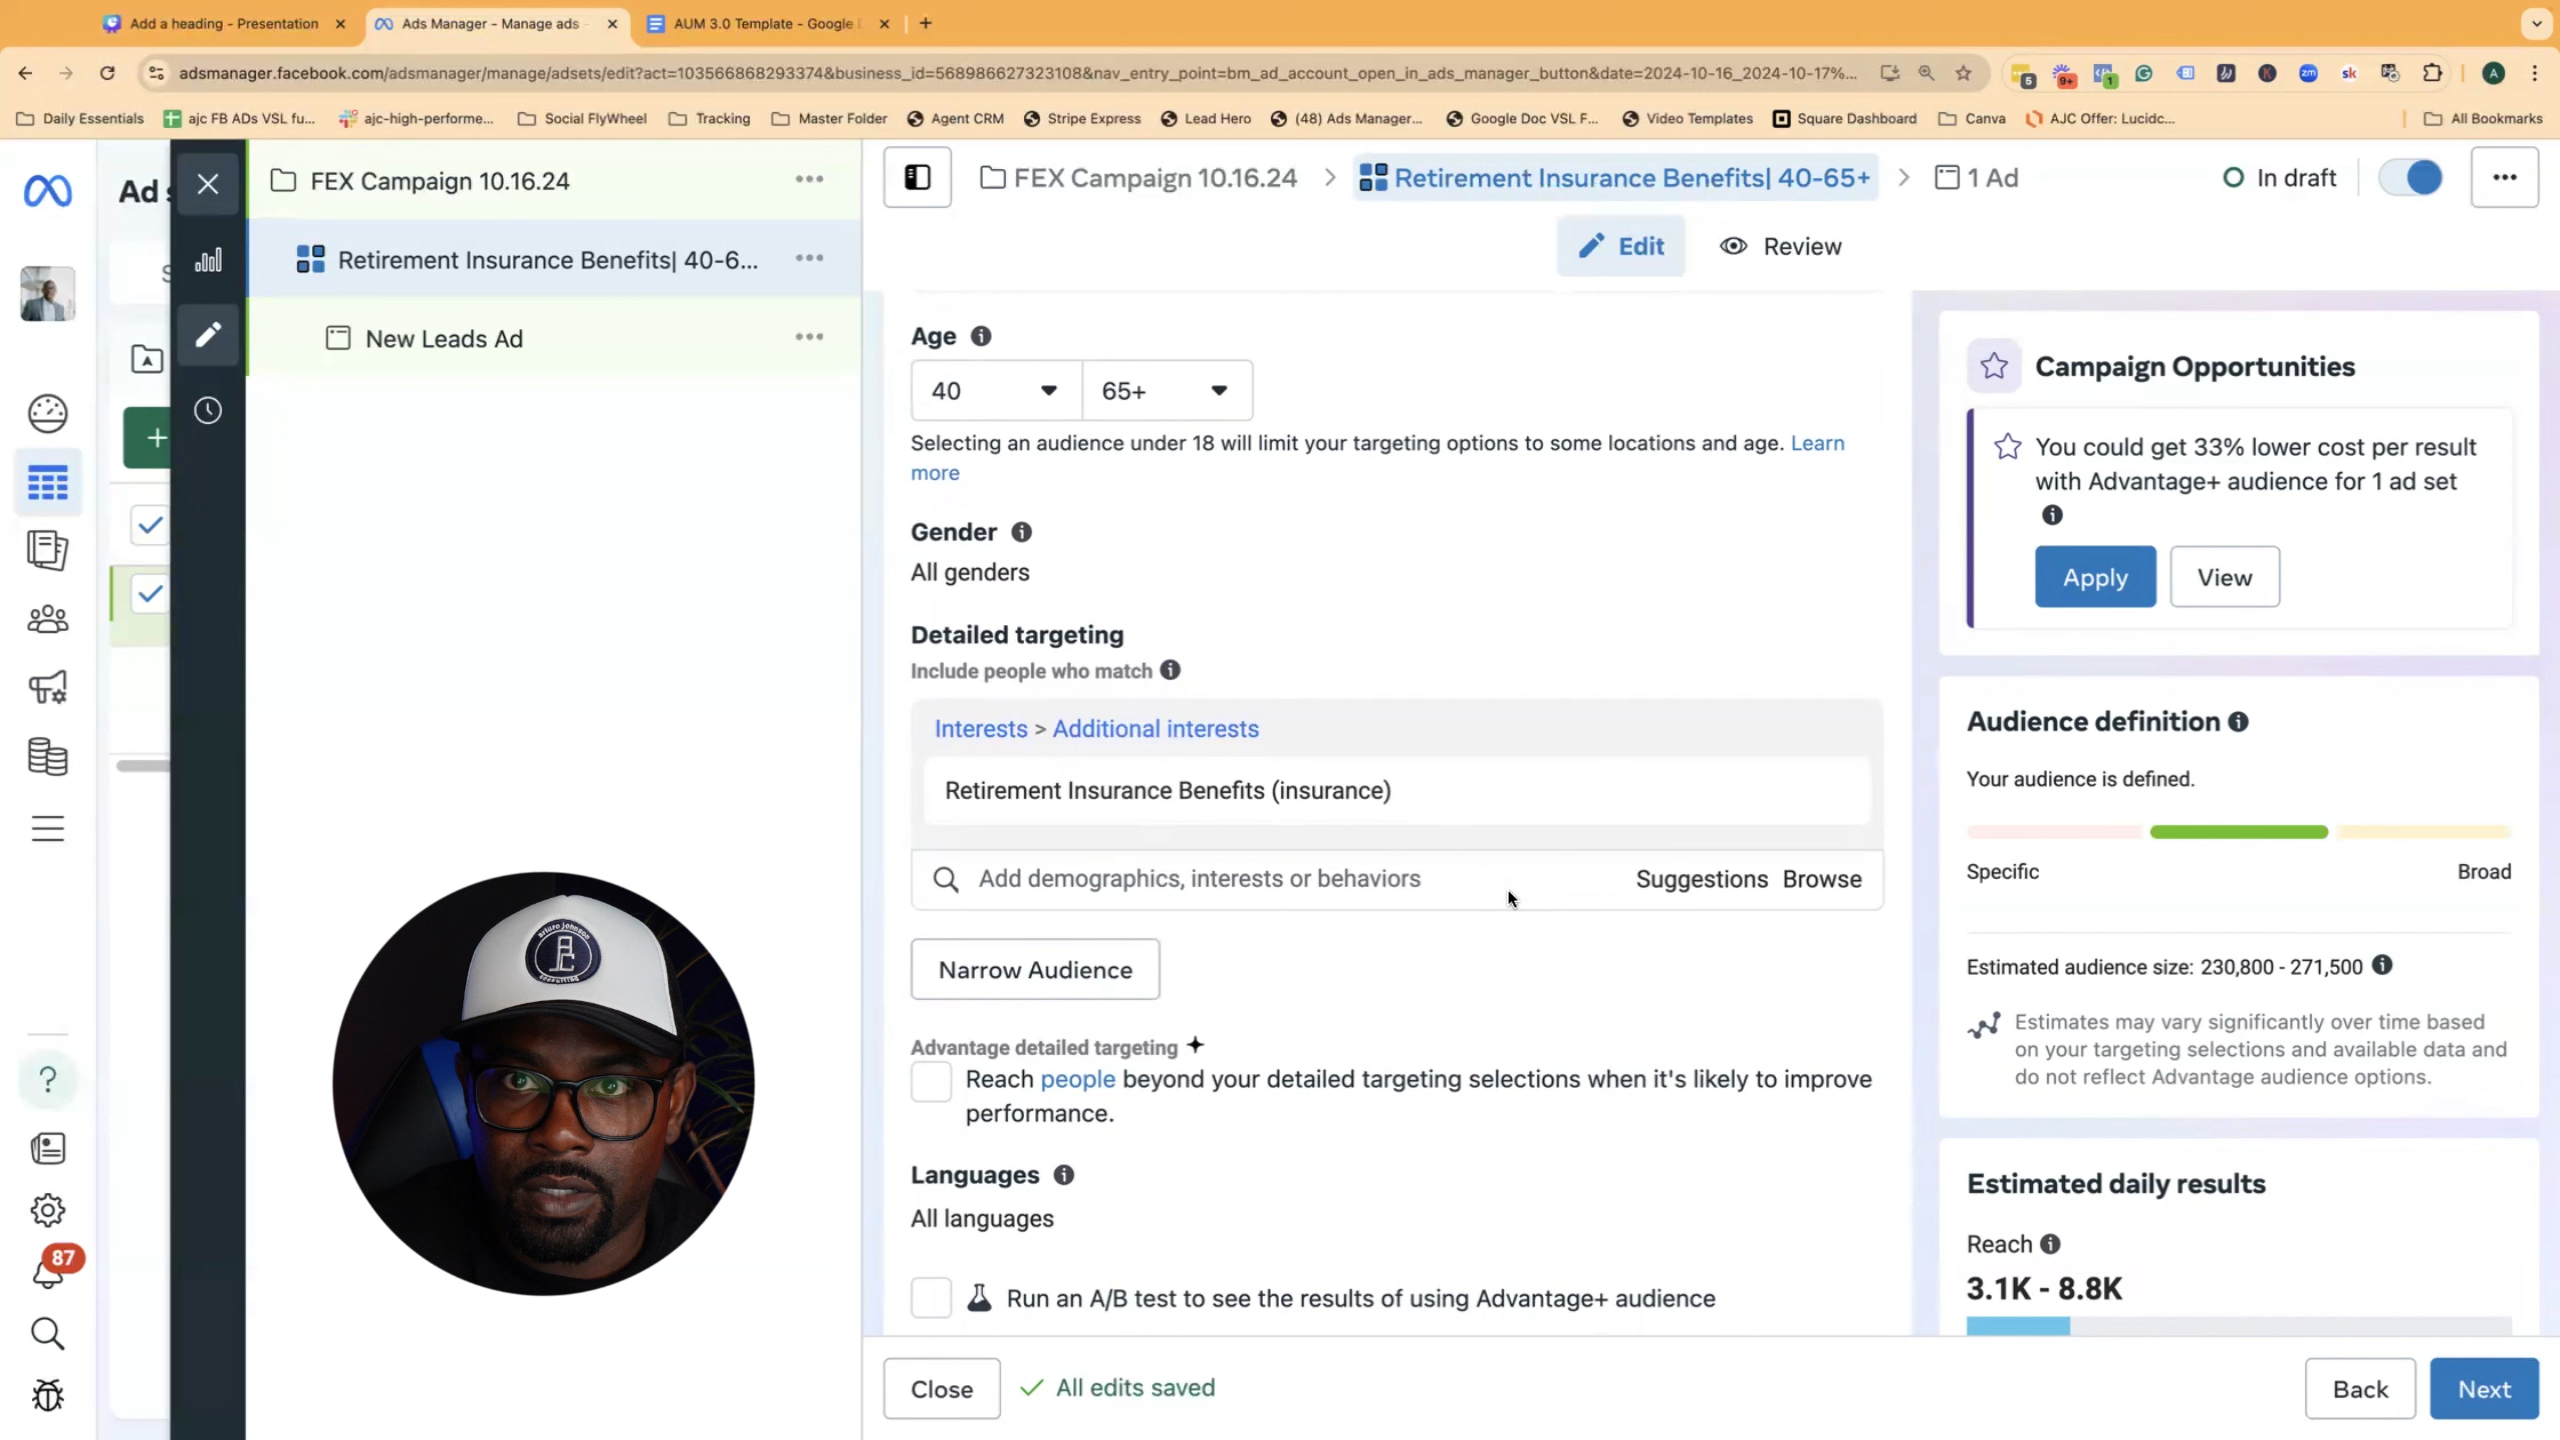 Add a heading - Presentation
Ads Manager - Manage ads
AUM 3.0 Template - Google
adsmanager.facebook.com/adsmanager/manage/adsets/edit?act=103566868293374&business_id=568986627323108&nav_entry_point=bm_ad_account_open_in_ads_manager_button&date=2024-10-16_2024-10-17%...
5
9+
1
zm
sk
A
Daily Essentials
ajc FB ADs VSL fu...
ajc-high-performe...
Social FlyWheel
Tracking
Master Folder
Agent CRM
Stripe Express
Lead Hero
(48) Ads Manager...
Google Doc VSL F...
Video Templates
Square Dashboard
Canva
AJC Offer: Lucidc...
All Bookmarks
Ad s
FEX Campaign 10.16.24
Retirement Insurance Benefits| 40-6...
New Leads Ad
87
arturo johnson
consulting
FEX Campaign 10.16.24 > Retirement Insurance Benefits| 40-65+ > 1 Ad
In draft
Edit
Review
Age
40
65+
Selecting an audience under 18 will limit your targeting options to some locations and age. Learn
more
Gender
All genders
Detailed targeting
Include people who match
Interests > Additional interests
Retirement Insurance Benefits (insurance)
Add demographics, interests or behaviors
Suggestions
Browse
Narrow Audience
Advantage detailed targeting
Reach people beyond your detailed targeting selections when it's likely to improve
performance.
Languages
All languages
Run an A/B test to see the results of using Advantage+ audience
Close
All edits saved
Back
Next
Campaign Opportunities
You could get 33% lower cost per result
with Advantage+ audience for 1 ad set
Apply
View
Audience definition
Your audience is defined.
Specific
Broad
Estimated audience size: 230,800 - 271,500
Estimates may vary significantly over time based
on your targeting selections and available data and
do not reflect Advantage audience options.
Estimated daily results
Reach
3.1K - 8.8K